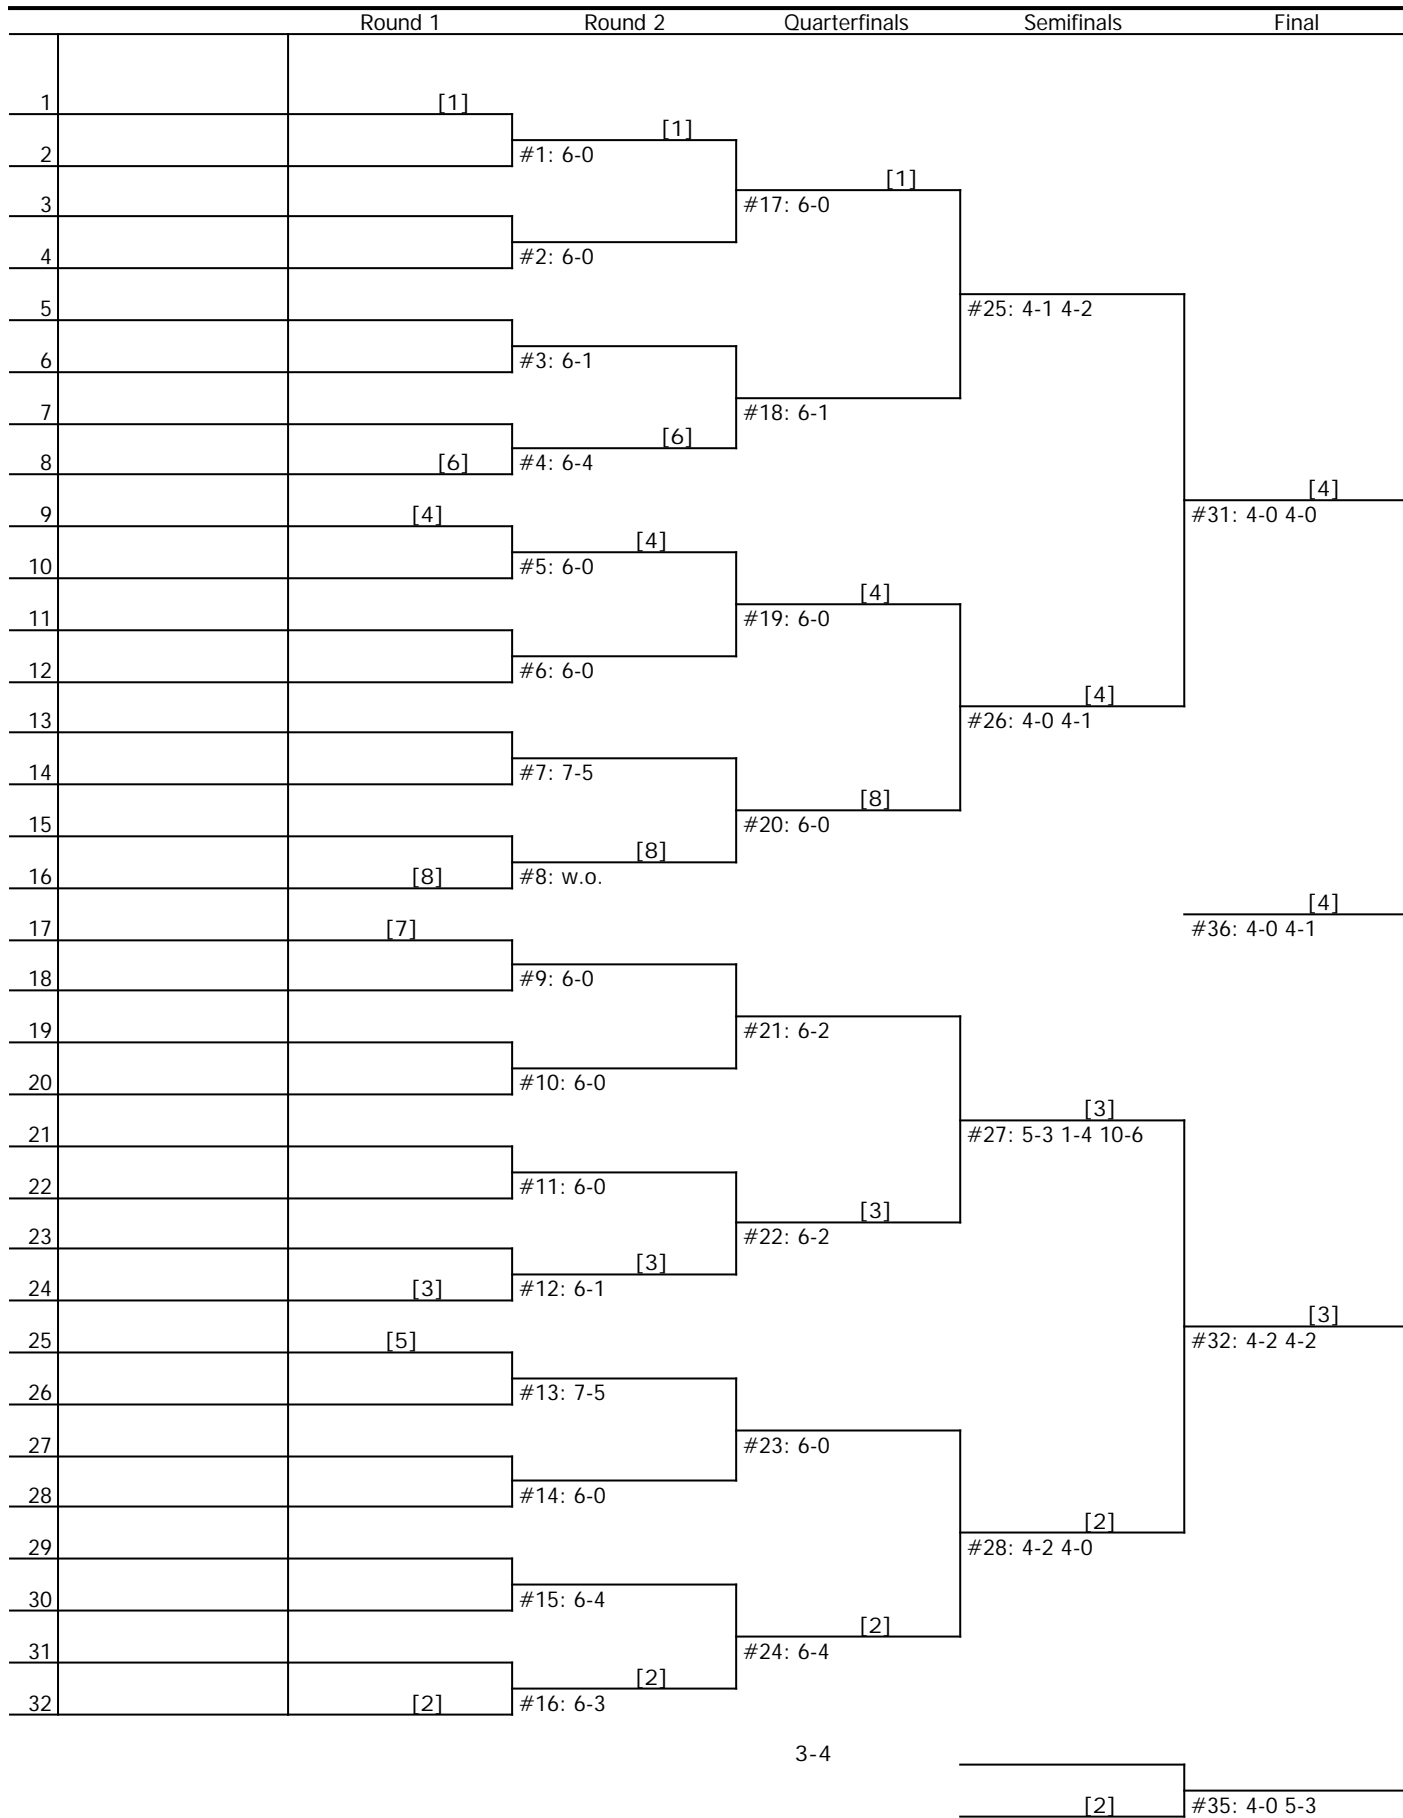 Round 1 Round 2 Quarterfinals Semifinals Final
1 [1]
[1]
2 #1: 6-0
[1]
3 #17: 6-0
4 #2: 6-0
5 #25: 4-1 4-2
6 #3: 6-1
7 #18: 6-1
[6]
8 [6] #4: 6-4
[4]
9 [4] #31: 4-0 4-0
[4]
10 #5: 6-0
[4]
11 #19: 6-0
12 #6: 6-0
[4]
13 #26: 4-0 4-1
14 #7: 7-5
[8]
15 #20: 6-0
[8]
16 [8] #8: w.o.
[4]
17 [7] #36: 4-0 4-1
18 #9: 6-0
19 #21: 6-2
20 #10: 6-0
[3]
21 #27: 5-3 1-4 10-6
22 #11: 6-0
[3]
23 #22: 6-2
[3]
24 [3] #12: 6-1
[3]
25 [5] #32: 4-2 4-2
26 #13: 7-5
27 #23: 6-0
28 #14: 6-0
[2]
29 #28: 4-2 4-0
30 #15: 6-4
[2]
31 #24: 6-4
[2]
32 [2] #16: 6-3
3-4
[2] #35: 4-0 5-3